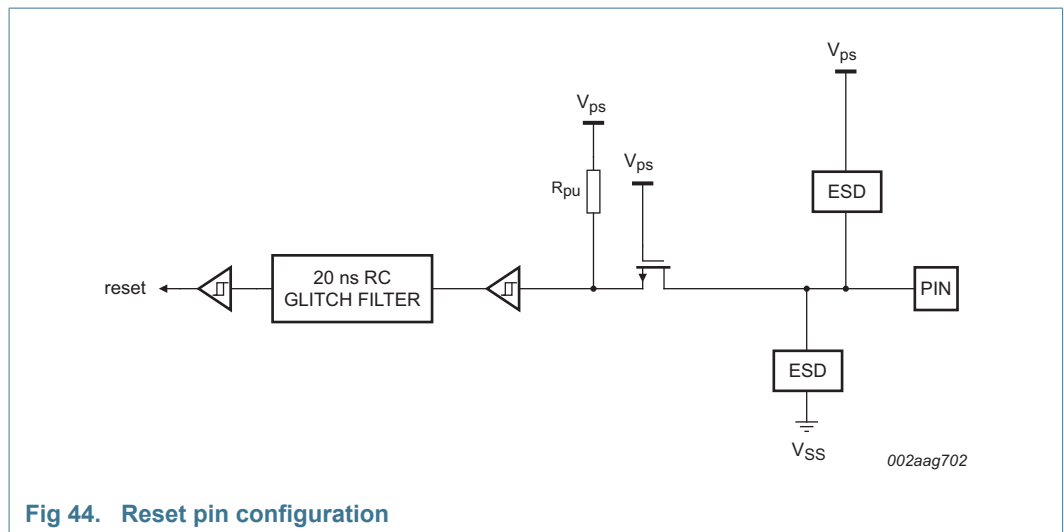 V_ps
V_ps
V_ps
R_pu
ESD
reset
20 ns RC
GLITCH FILTER
PIN
ESD
V_SS
002aag702
Fig 44. Reset pin configuration